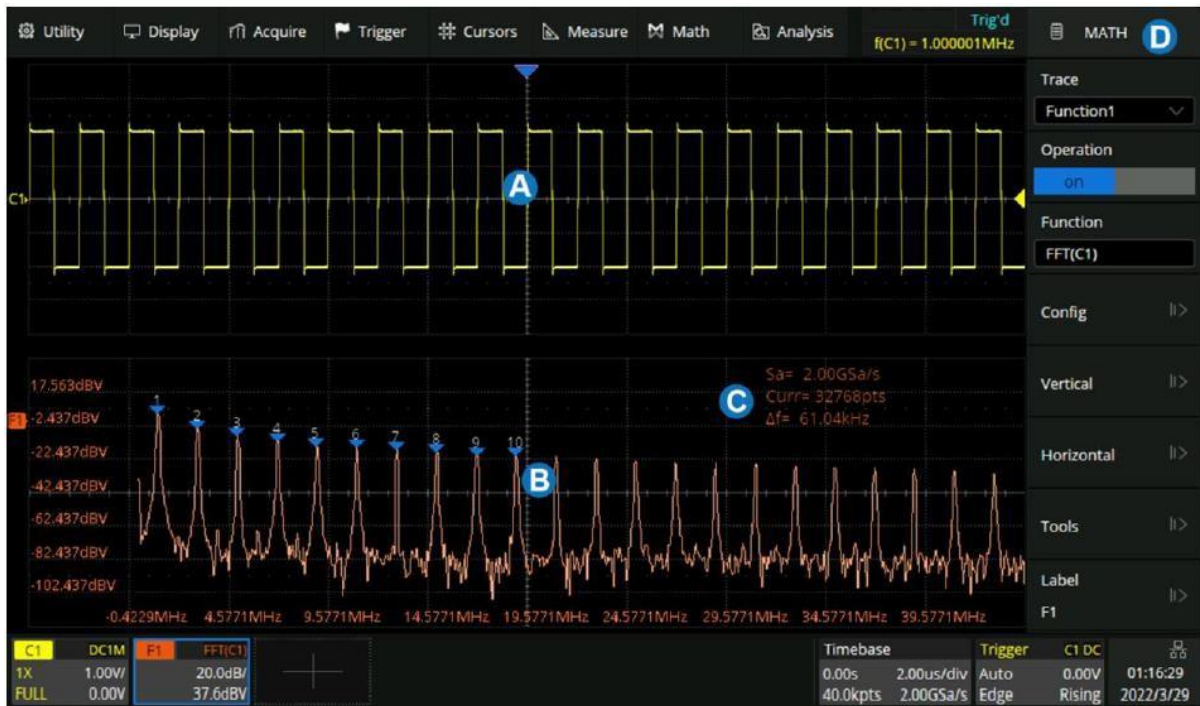 Utility Display Acquire Trigger Cursors Measure Math Analysis
Trig'd
f(C1) = 1.000001MHz
MATH D
Trace
Function1
Operation
on
Function
FFT(C1)
Config
Vertical
Horizontal
Tools
Label
F1
C1
A
17.563dBV
F1 -2.437dBV
-22.437dBV
-42.437dBV
-62.437dBV
-82.437dBV
-102.437dBV
1 2 3 4 5 6 7 8 9 10
B
C
Sa= 2.00GSa/s
Curr= 32768pts
Δf= 61.04kHz
-0.4229MHz 4.5771MHz 9.5771MHz 14.5771MHz 19.5771MHz 24.5771MHz 29.5771MHz 34.5771MHz 39.5771MHz
C1 DC1M
1X 1.00V/
FULL 0.00V
F1 FFT(C1)
20.0dB/
37.6dBV
Timebase
0.00s 2.00us/div
40.0kpts 2.00GSa/s
Trigger C1 DC
Auto 0.00V
Edge Rising
01:16:29
2022/3/29